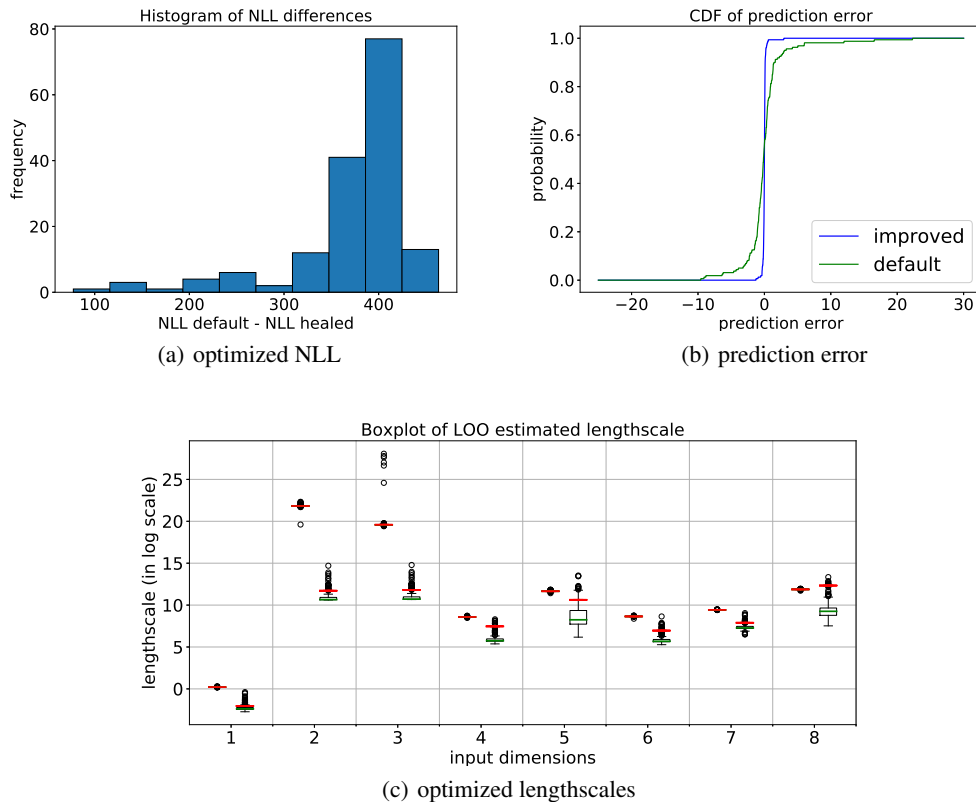 Histogram of NLL differences
frequency
80
60
40
20
0
100 200 300 400
NLL default - NLL healed
(a) optimized NLL
CDF of prediction error
probability
1.0
0.8
0.6
0.4
0.2
0.0
improved
default
−20 −10 0 10 20 30
prediction error
(b) prediction error
Boxplot of LOO estimated lengthscale
lengthscale (in log scale)
25
20
15
10
5
0
1 2 3 4 5 6 7 8
input dimensions
(c) optimized lengthscales